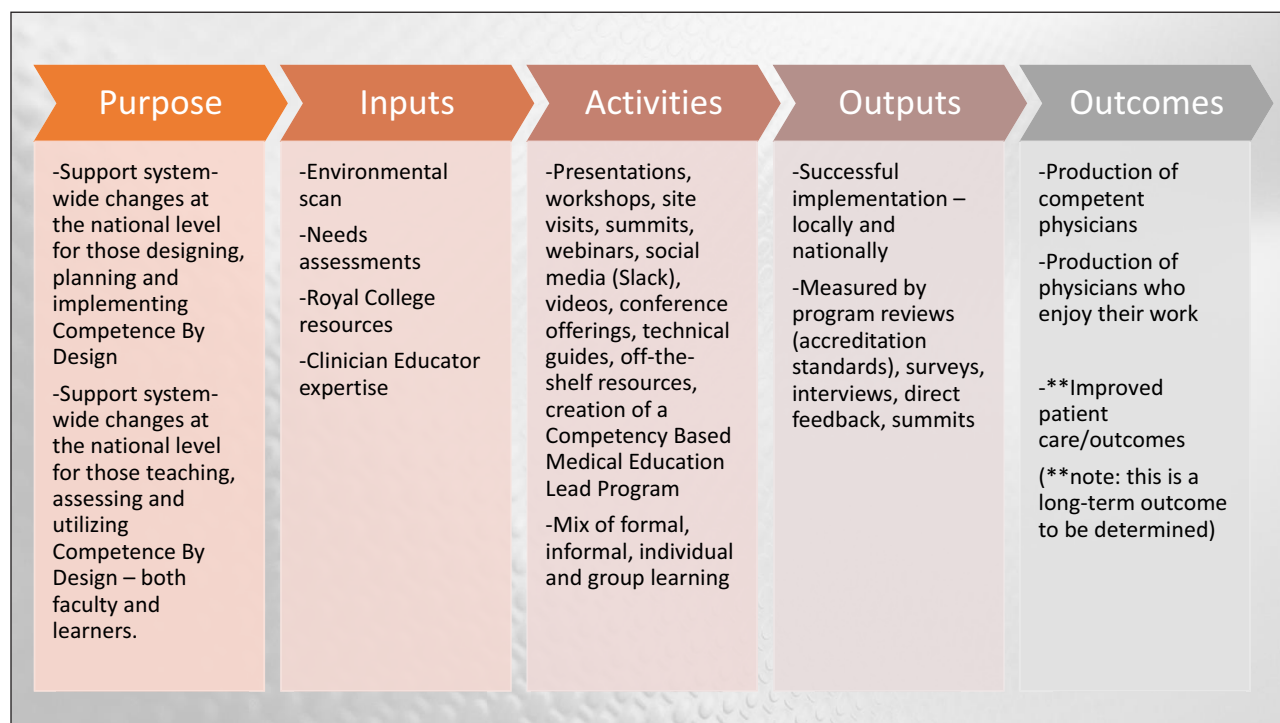 Purpose
-Support system-
wide changes at
the national level
for those designing,
planning and
implementing
Competence By
Design
-Support system-
wide changes at
the national level
for those teaching,
assessing and
utilizing
Competence By
Design – both
faculty and
learners.
Inputs
-Environmental
scan
-Needs
assessments
-Royal College
resources
-Clinician Educator
expertise
Activities
-Presentations,
workshops, site
visits, summits,
webinars, social
media (Slack),
videos, conference
offerings, technical
guides, off-the-
shelf resources,
creation of a
Competency Based
Medical Education
Lead Program
-Mix of formal,
informal, individual
and group learning
Outputs
-Successful
implementation –
locally and
nationally
-Measured by
program reviews
(accreditation
standards), surveys,
interviews, direct
feedback, summits
Outcomes
-Production of
competent
physicians
-Production of
physicians who
enjoy their work
-**Improved
patient
care/outcomes
(**note: this is a
long-term outcome
to be determined)